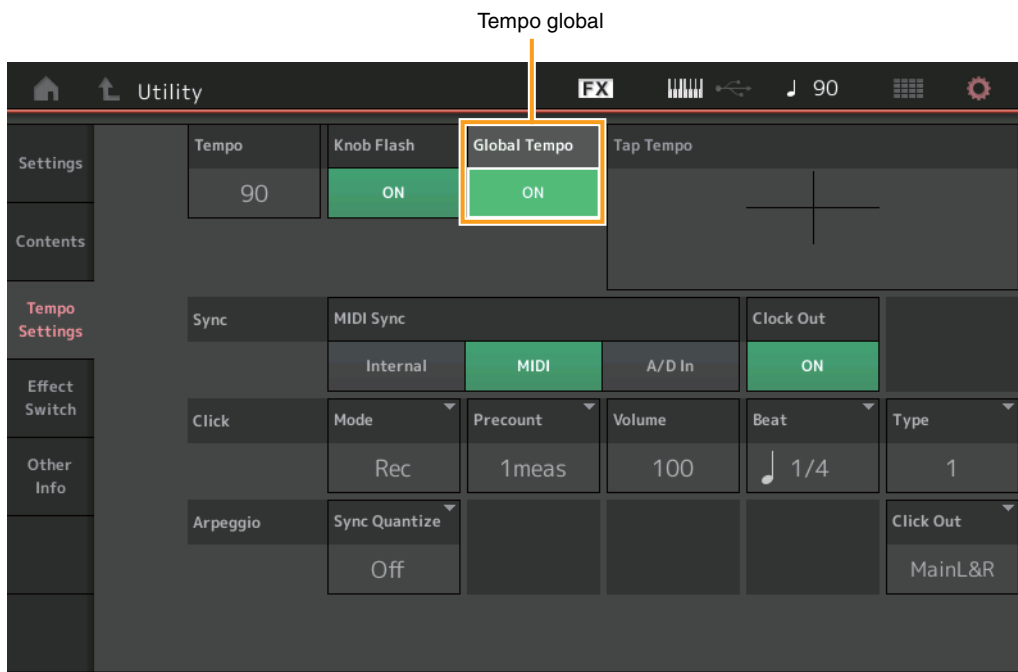 Tempo global
Utility FX 90
Settings
Contents
Tempo
Settings
Effect
Switch
Other
Info
Tempo Knob Flash Global Tempo Tap Tempo
90 ON ON
Sync MIDI Sync Clock Out
Internal MIDI A/D In ON
Click Mode Precount Volume Beat Type
Rec 1meas 100 1/4 1
Arpeggio Sync Quantize Click Out
Off MainL&R